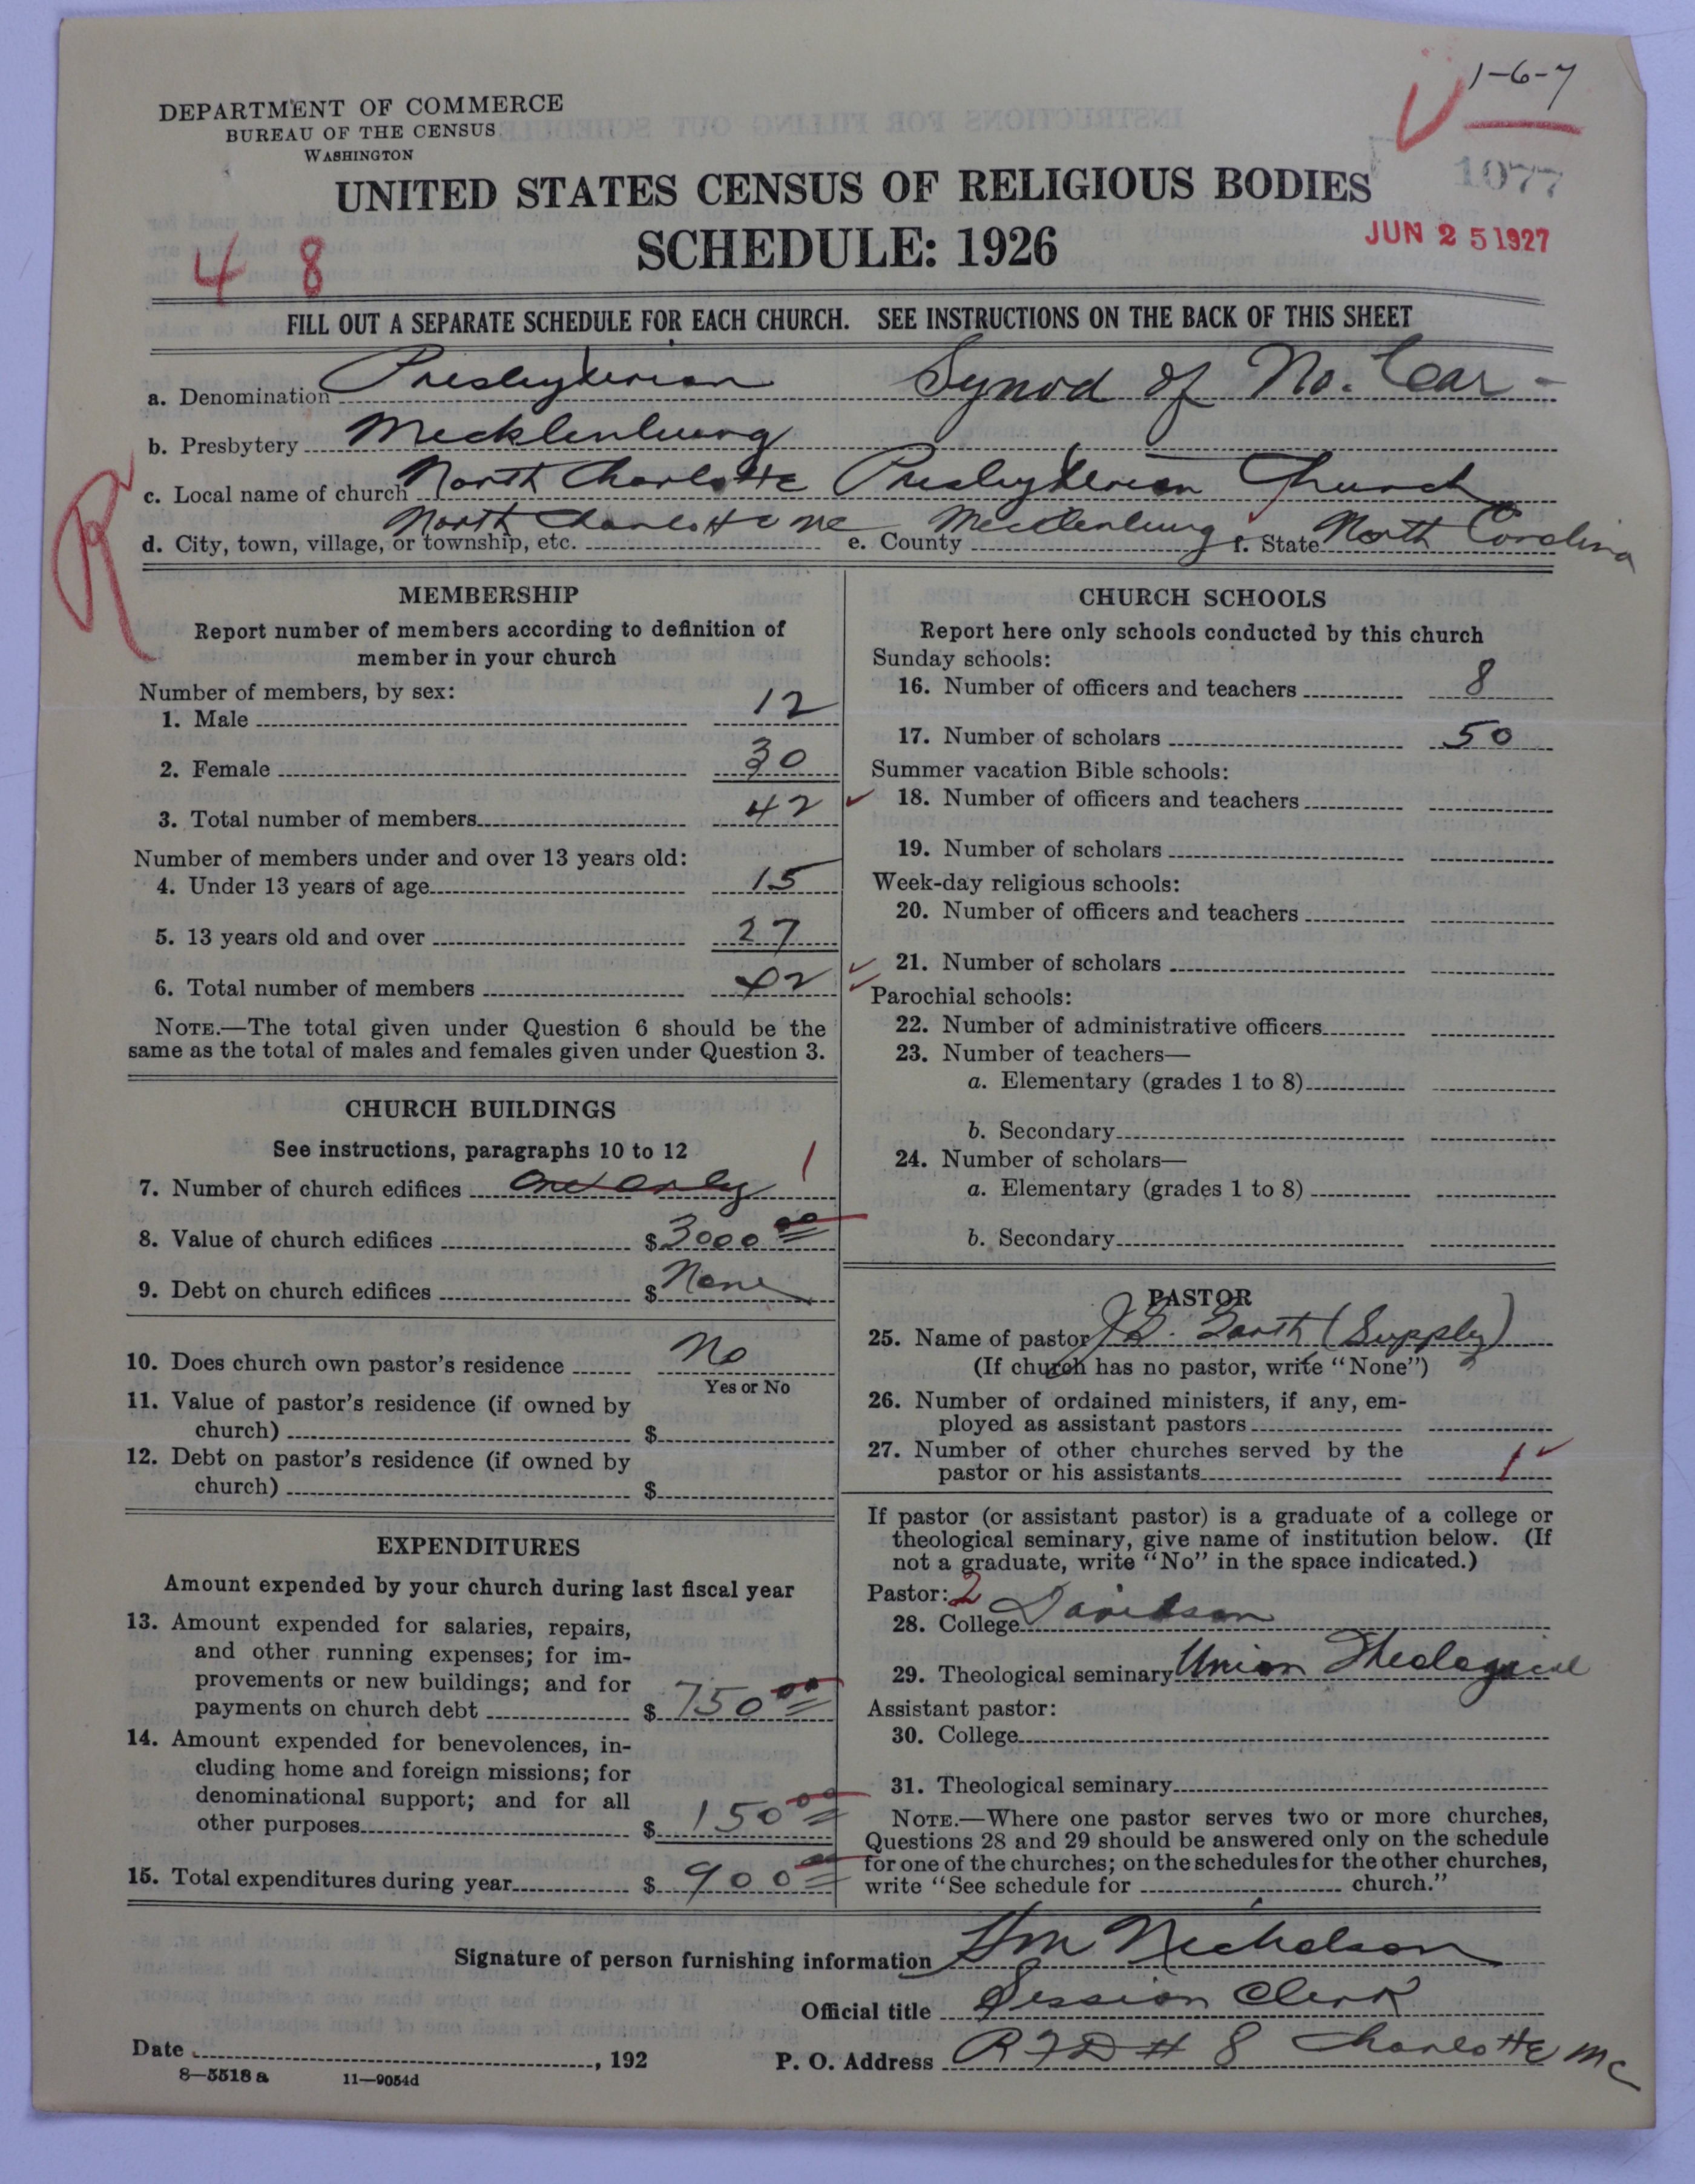 1-6-7
DEPARTMENT OF COMMERCE
BUREAU OF THE CENSUS
WASHINGTON
1077
UNITED STATES CENSUS OF RELIGIOUS BODIES
JUN 25 1927
SCHEDULE: 1926
4 8
FILL OUT A SEPARATE SCHEDULE FOR EACH CHURCH. SEE INSTRUCTIONS ON THE BACK OF THIS SHEET
a. Denomination Presbyterian Synod of No. Car -
b. Presbytery Mecklenburg
c. Local name of church North Charlotte Presbyterian Church
d. City, town, village, or township, etc. North Charlotte NC e. County Mecklenburg f. State North Carolina
R
MEMBERSHIP
Report number of members according to definition of
member in your church
Number of members, by sex:
1. Male 12
2. Female 30
3. Total number of members 42
Number of members under and over 13 years old:
4. Under 13 years of age 15
5. 13 years old and over 27
6. Total number of members 42
NOTE.—The total given under Question 6 should be the
same as the total of males and females given under Question 3.
CHURCH BUILDINGS
See instructions, paragraphs 10 to 12
7. Number of church edifices One only 1
8. Value of church edifices $3000 00
9. Debt on church edifices $ None
10. Does church own pastor's residence No
Yes or No
11. Value of pastor's residence (if owned by
church) $
12. Debt on pastor's residence (if owned by
church) $
EXPENDITURES
Amount expended by your church during last fiscal year
13. Amount expended for salaries, repairs,
and other running expenses; for im-
provements or new buildings; and for
payments on church debt $ 750 00
14. Amount expended for benevolences, in-
cluding home and foreign missions; for
denominational support; and for all
other purposes $ 150 00
15. Total expenditures during year $ 900 00
CHURCH SCHOOLS
Report here only schools conducted by this church
Sunday schools:
16. Number of officers and teachers 8
17. Number of scholars 50
Summer vacation Bible schools:
18. Number of officers and teachers
19. Number of scholars
Week-day religious schools:
20. Number of officers and teachers
21. Number of scholars
Parochial schools:
22. Number of administrative officers
23. Number of teachers—
a. Elementary (grades 1 to 8)
b. Secondary
24. Number of scholars—
a. Elementary (grades 1 to 8)
b. Secondary
PASTOR
25. Name of pastor (Supply)
(If church has no pastor, write "None")
26. Number of ordained ministers, if any, em-
ployed as assistant pastors
27. Number of other churches served by the
pastor or his assistants 1
If pastor (or assistant pastor) is a graduate of a college or
theological seminary, give name of institution below. (If
not a graduate, write "No" in the space indicated.)
Pastor: 2
28. College Davidson
29. Theological seminary Union Theological
Assistant pastor:
30. College
31. Theological seminary
NOTE.—Where one pastor serves two or more churches,
Questions 28 and 29 should be answered only on the schedule
for one of the churches; on the schedules for the other churches,
write "See schedule for church."
Signature of person furnishing information Nicholson
Official title Session Clerk
Date , 192 P. O. Address RFD # 8 Charlotte NC
8—5518 a 11—9054d